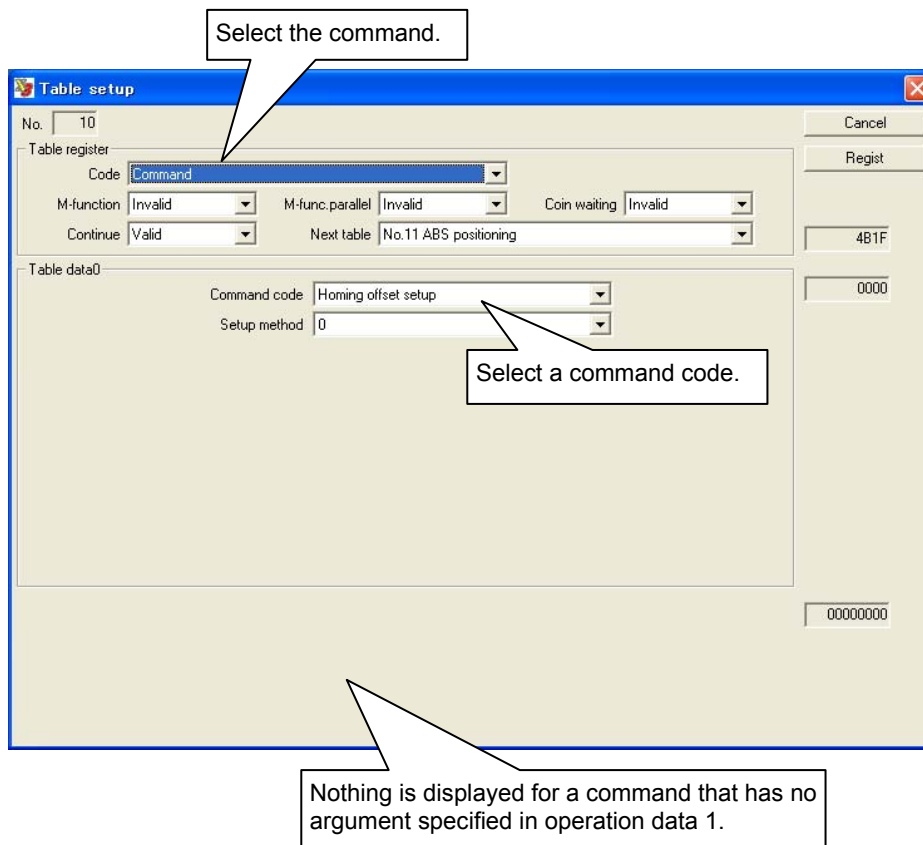 Select the command.
Table setup
No. 10
Cancel
Table register
Regist
Code Command
M-function Invalid M-func.parallel Invalid Coin waiting Invalid
Continue Valid Next table No.11 ABS positioning
4B1F
Table data0
Command code Homing offset setup
0000
Setup method 0
Select a command code.
00000000
Nothing is displayed for a command that has no
argument specified in operation data 1.